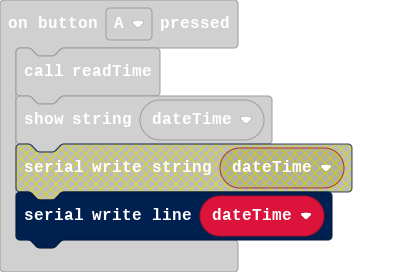 on button A pressed
call readTime
show string dateTime
serial write string dateTime
serial write line dateTime